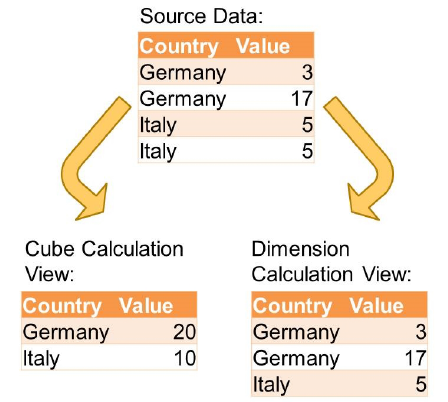 Source Data:
Country Value
Germany 3
Germany 17
Italy 5
Italy 5
Cube Calculation
View:
Country Value
Germany 20
Italy 10
Dimension
Calculation View:
Country Value
Germany 3
Germany 17
Italy 5